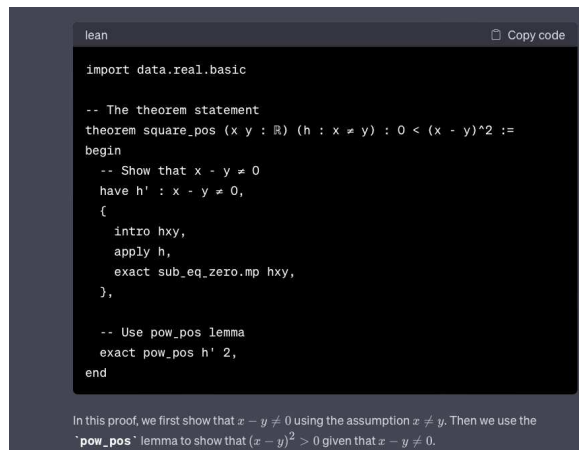 lean Copy code
import data.real.basic
-- The theorem statement
theorem square_pos (x y : ℝ) (h : x ≠ y) : 0 < (x - y)^2 :=
begin
-- Show that x - y ≠ 0
have h' : x - y ≠ 0,
{
intro hxy,
apply h,
exact sub_eq_zero.mp hxy,
},
-- Use pow_pos lemma
exact pow_pos h' 2,
end
In this proof, we first show that x − y ≠ 0 using the assumption x ≠ y. Then we use the
`pow_pos` lemma to show that (x − y)² > 0 given that x − y ≠ 0.